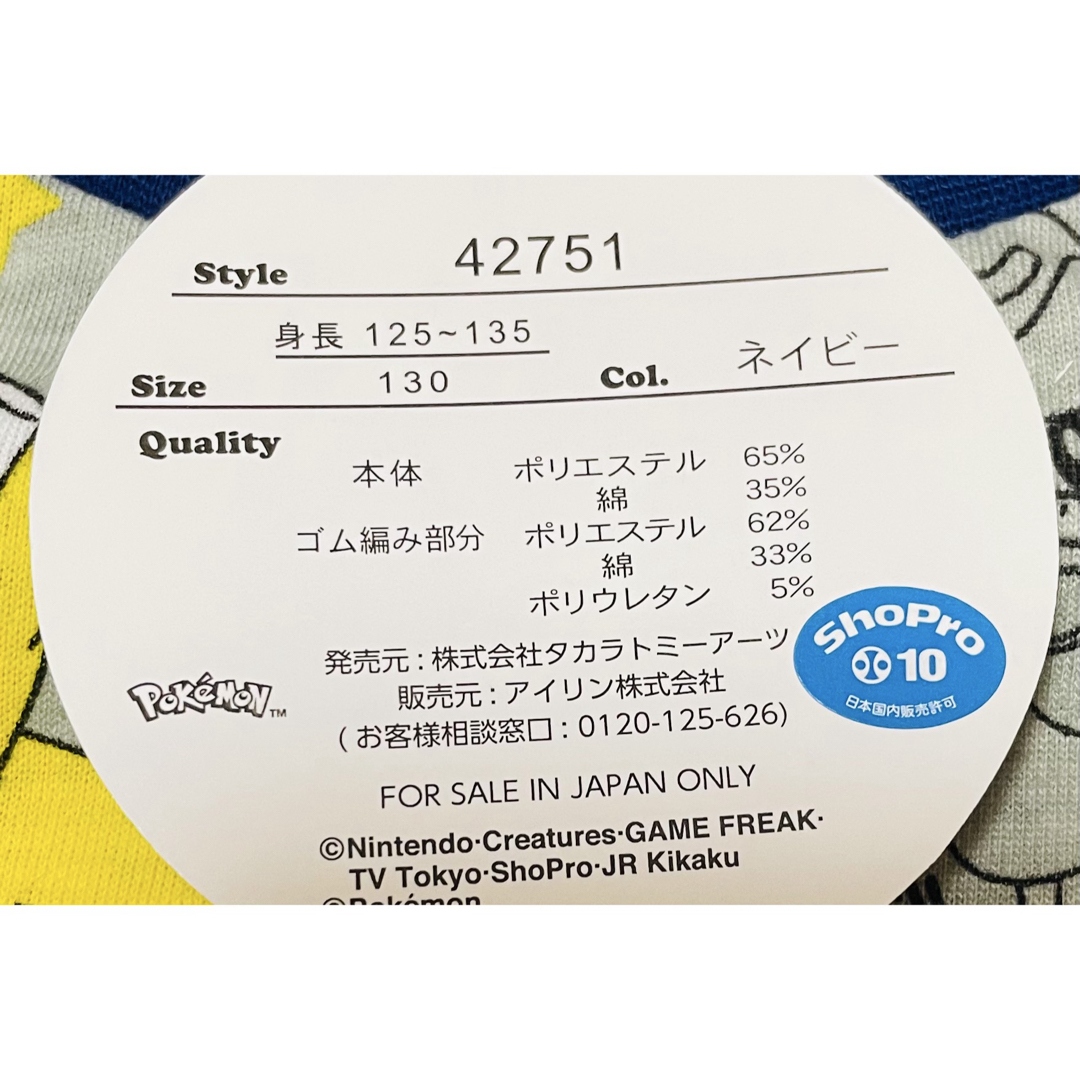 Style 42751
身長 125~135
Size 130 Col. ネイビー
Quality
本体 ポリエステル 65%
綿 35%
ゴム編み部分 ポリエステル 62%
綿 33%
ポリウレタン 5%
ShoPro
10
日本国内販売許可
発売元:株式会社タカラトミーアーツ
販売元:アイリン株式会社
(お客様相談窓口:0120-125-626)
POKéMON™
FOR SALE IN JAPAN ONLY
©Nintendo·Creatures·GAME FREAK·
TV Tokyo·ShoPro·JR Kikaku
©Pokémon